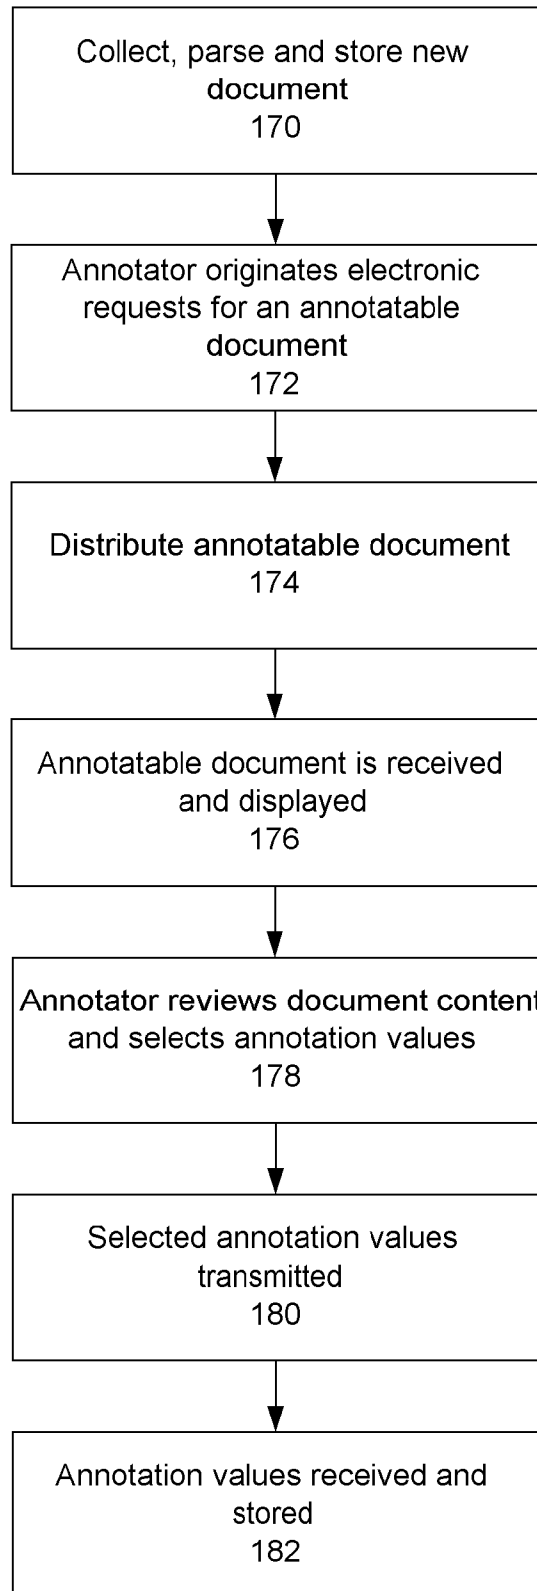 Collect, parse and store new
document
170
Annotator originates electronic
requests for an annotatable
document
172
Distribute annotatable document
174
Annotatable document is received
and displayed
176
Annotator reviews document content
and selects annotation values
178
Selected annotation values
transmitted
180
Annotation values received and
stored
182